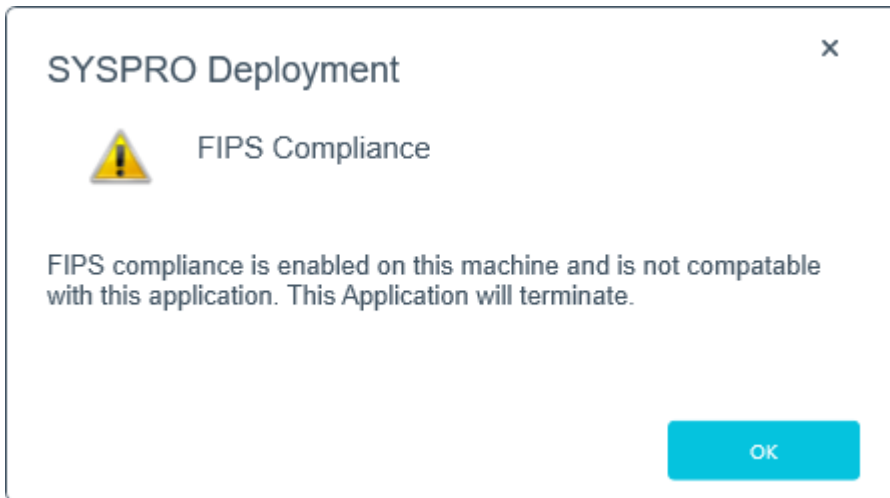 SYSPRO Deployment
FIPS Compliance
FIPS compliance is enabled on this machine and is not compatable
with this application. This Application will terminate.
OK